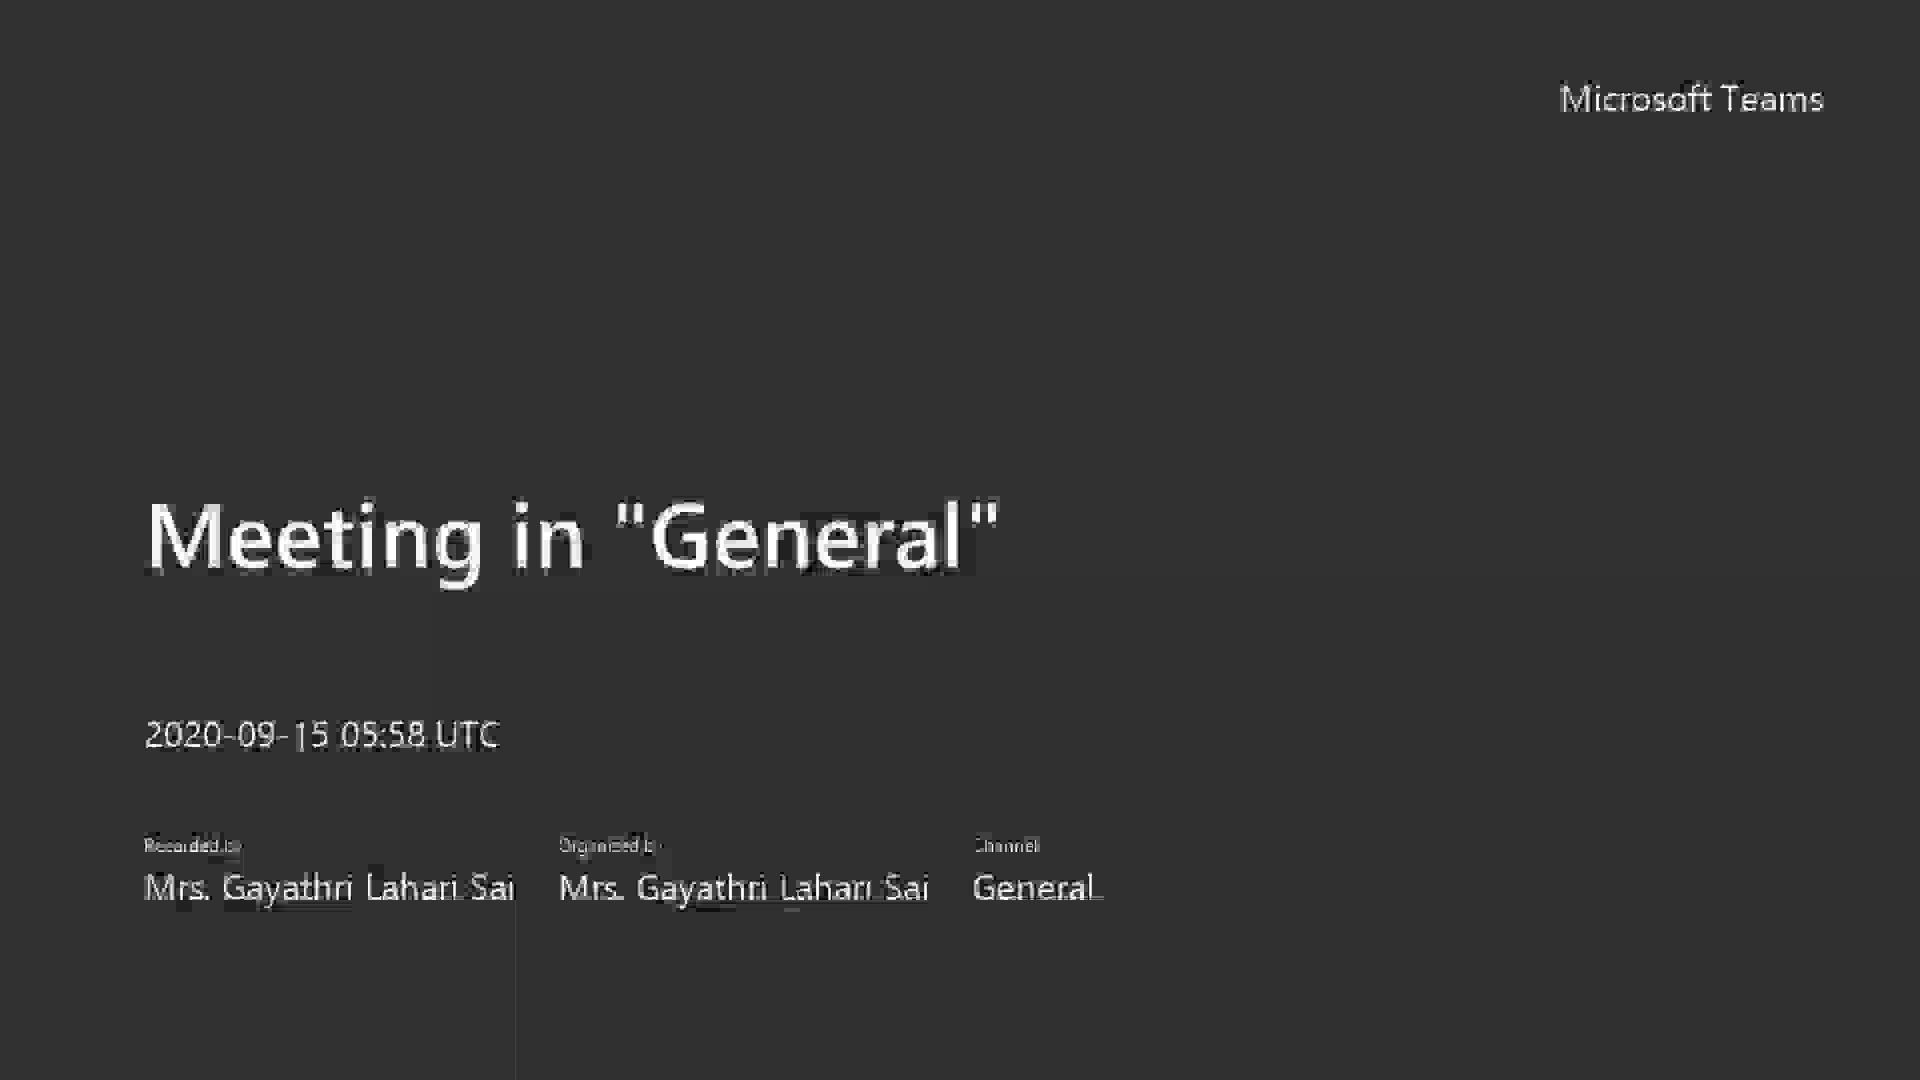 Microsoft Teams
Meeting in "General"
2020-09-15 05:58 UTC
Recorded by Organized by Channel
Mrs. Gayathri Lahari Sai Mrs. Gayathri Lahari Sai General